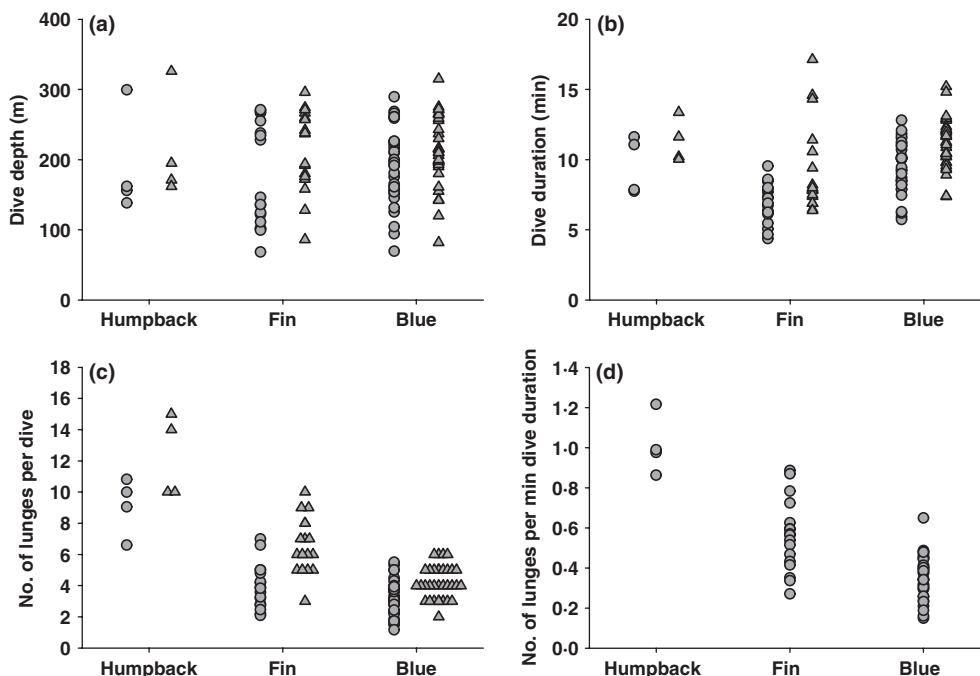 (a)
Dive depth (m)
400
300
200
100
0
Humpback Fin Blue
(b)
Dive duration (min)
20
15
10
5
0
Humpback Fin Blue
(c)
No. of lunges per dive
18
16
14
12
10
8
6
4
2
0
Humpback Fin Blue
(d)
No. of lunges per min dive duration
1·4
1·2
1·0
0·8
0·6
0·4
0·2
0·0
Humpback Fin Blue